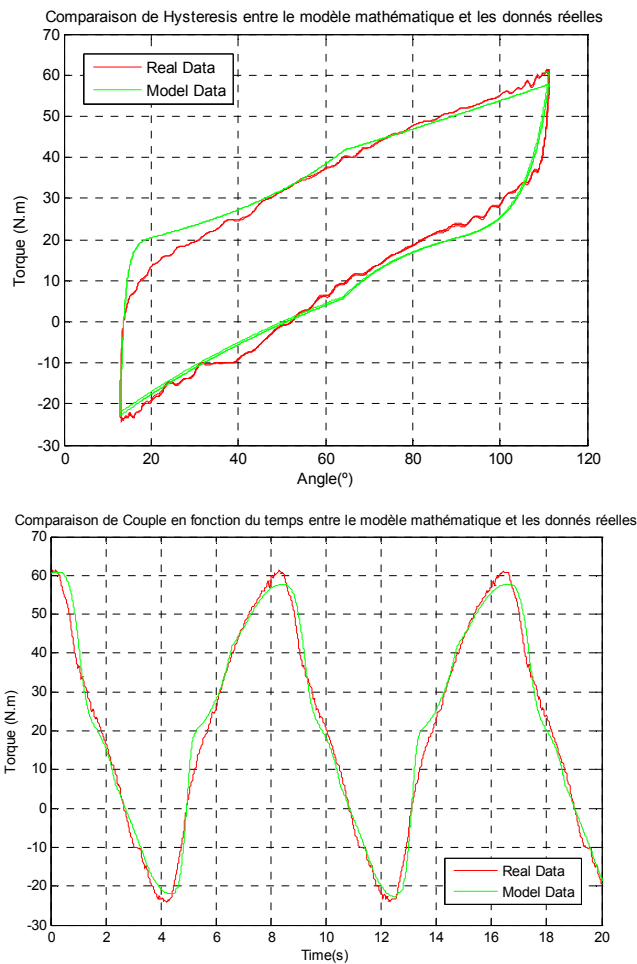 Comparaison de Hysteresis entre le modèle mathématique et les donnés réelles
70
60
50
40
30
20
10
0
-10
-20
-30
Torque (N.m)
Real Data
Model Data
0 20 40 60 80 100 120
Angle(º)
Comparaison de Couple en fonction du temps entre le modèle mathématique et les donnés réelles
70
60
50
40
30
20
10
0
-10
-20
-30
Torque (N.m)
Real Data
Model Data
0 2 4 6 8 10 12 14 16 18 20
Time(s)